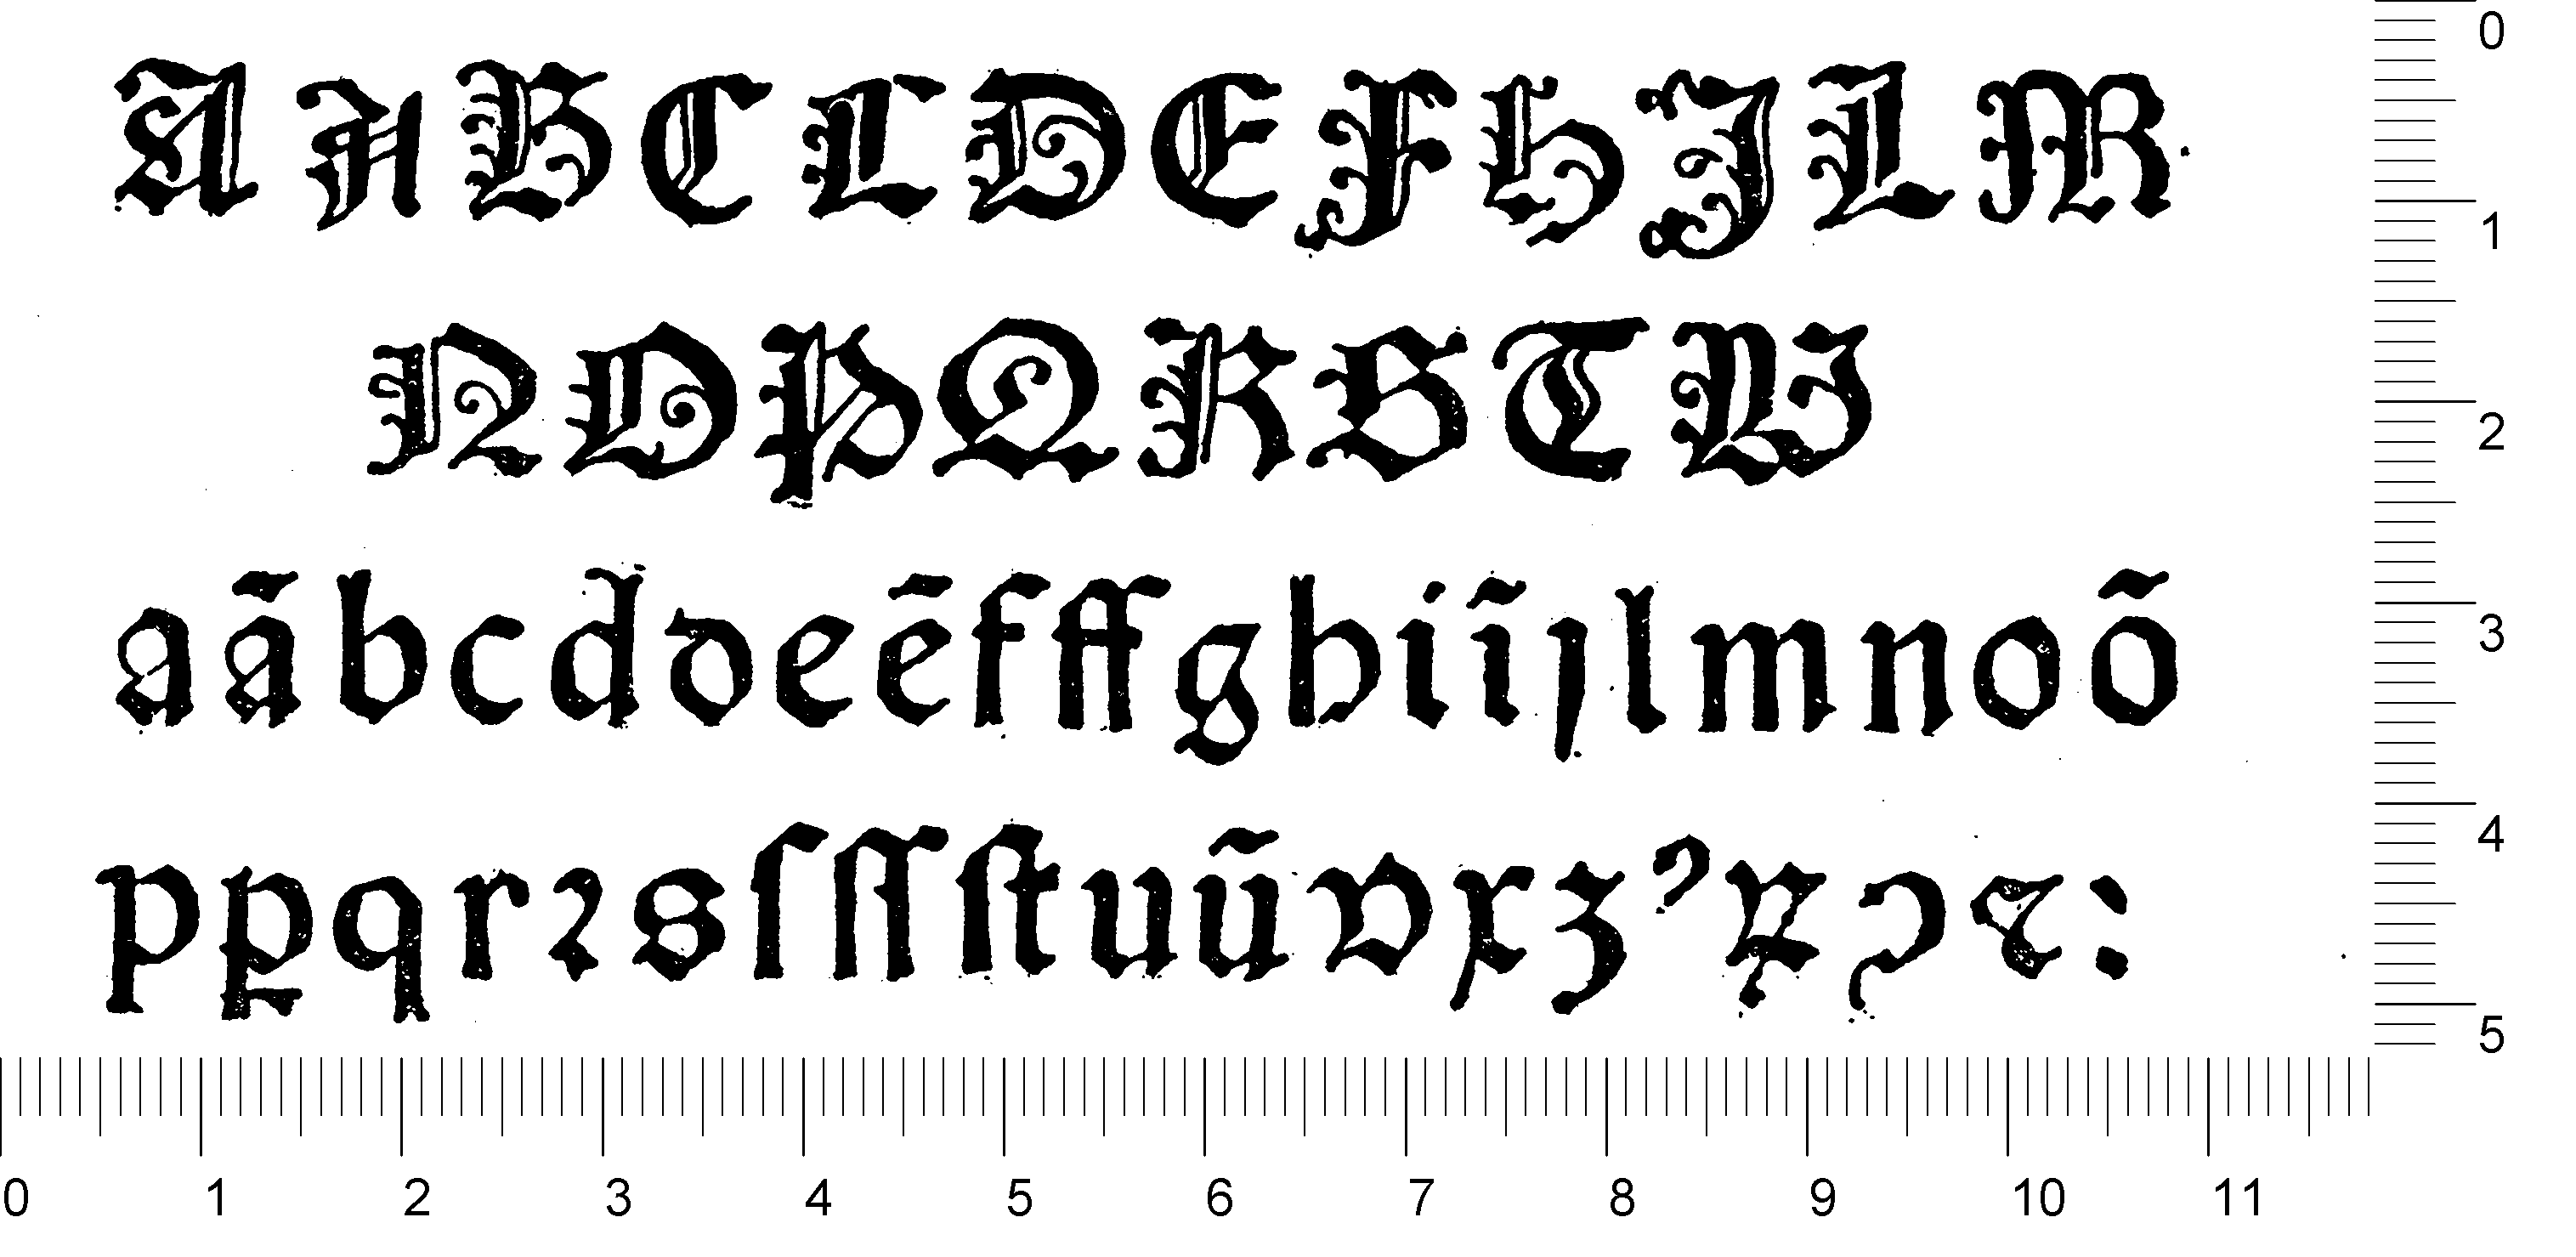 A A B C C D E F H J L M
N O P Q R S T V
a ã b c d d e ẽ f ff g h i ĩ j l m n o õ
p ꝑ q r ꝛ s ſ ſſ ſt u ũ v x z ʼ ꝝ ꝯ ꝛ :
0 1 2 3 4 5
0 1 2 3 4 5 6 7 8 9 10 11